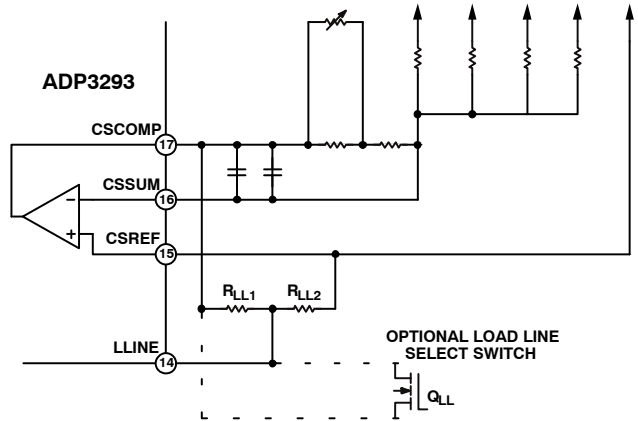 ADP3293
CSCOMP
17
CSSUM
16
CSREF
15
RLL1
RLL2
OPTIONAL LOAD LINE
SELECT SWITCH
LLINE
14
QLL
−
+